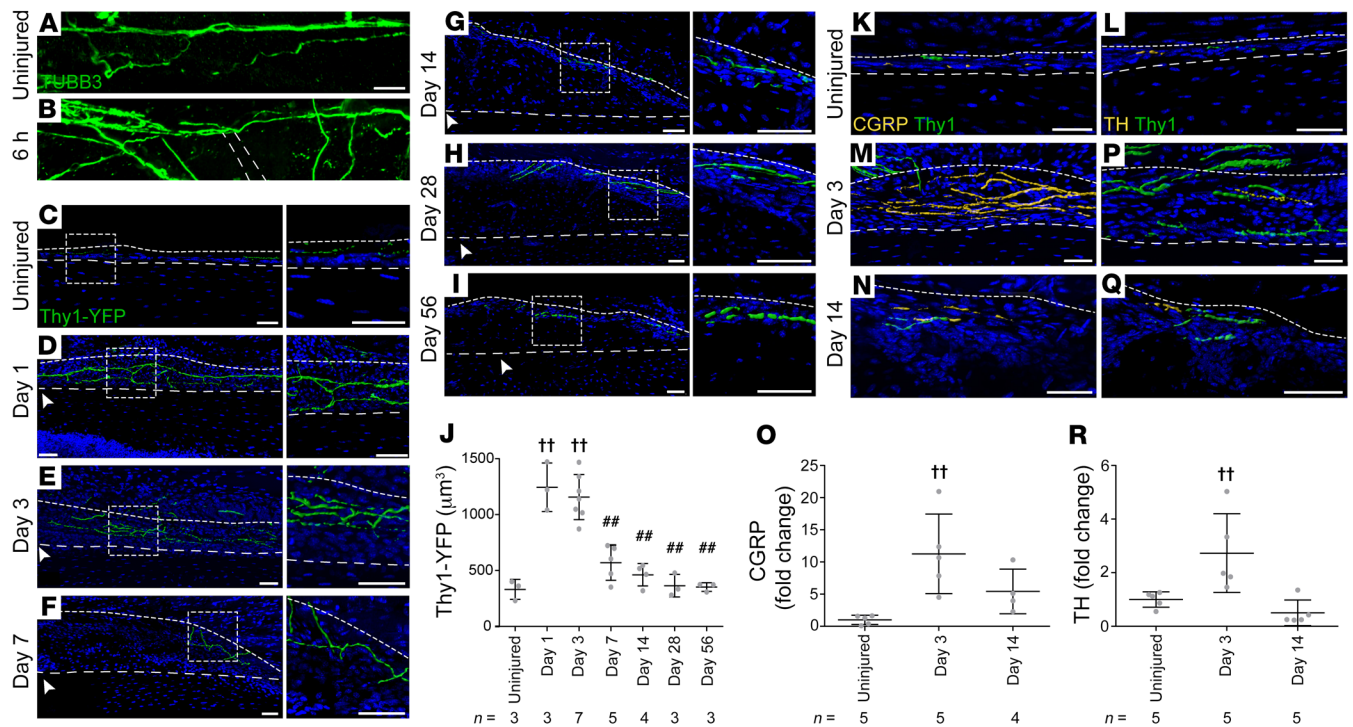 A
Uninjured
TUBB3
B
6 h
C
Uninjured
Thy1-YFP
D
Day 1
E
Day 3
F
Day 7
G
Day 14
H
Day 28
I
Day 56
J
†† †† ## ## ## ##
Thy1-YFP (μm³)
1500
1000
500
0
Uninjured Day 1 Day 3 Day 7 Day 14 Day 28 Day 56
n = 3 3 7 5 4 3 3
K
Uninjured
CGRP Thy1
L
TH Thy1
M
Day 3
P
N
Day 14
Q
O
††
CGRP
(fold change)
25
20
15
10
5
0
Uninjured Day 3 Day 14
5 5 4
R
††
TH (fold change)
6
4
2
0
Uninjured Day 3 Day 14
n = 5 5 5